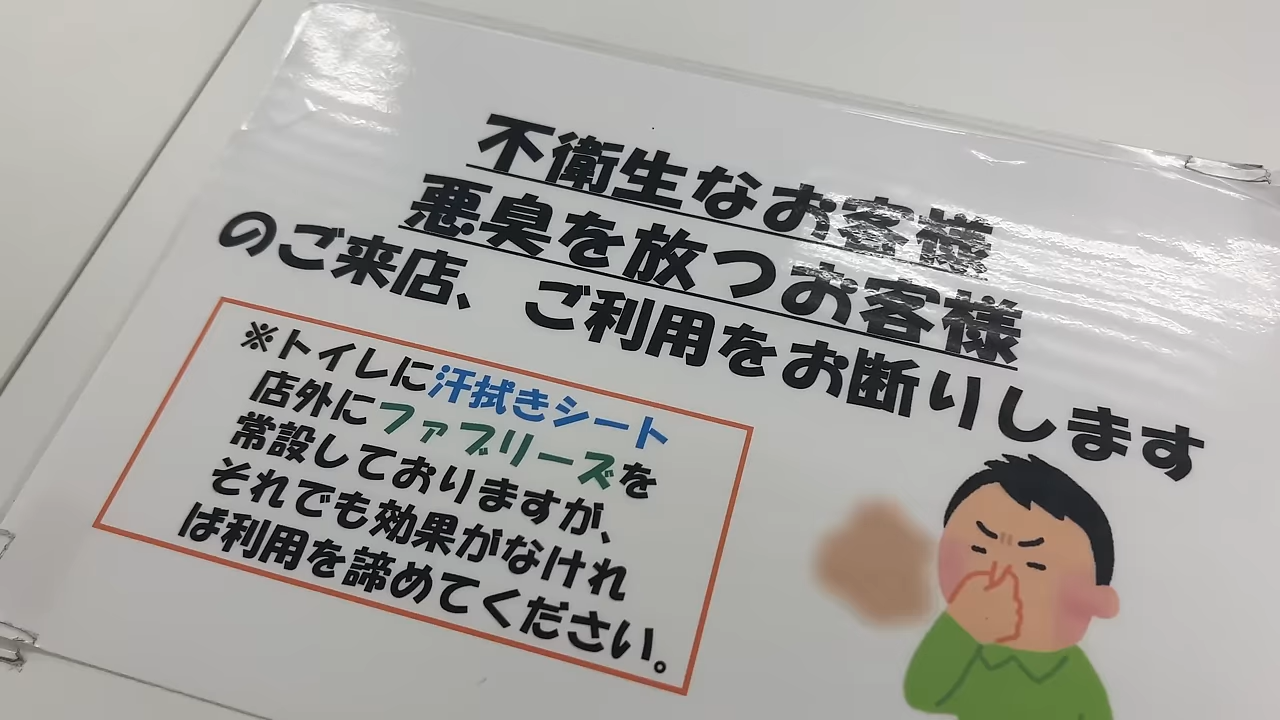 不衛生なお客様
悪臭を放つお客様
のご来店、ご利用をお断りします
※トイレに汗拭きシート
店外にファブリーズを
常設しておりますが、
それでも効果がなけれ
ば利用を諦めてください。